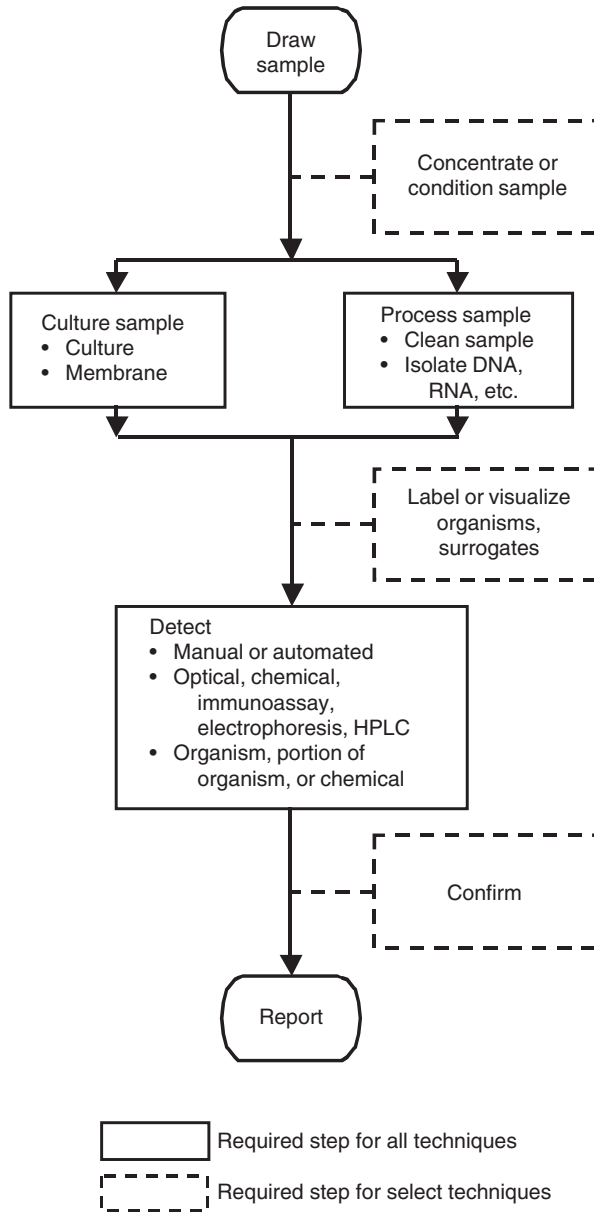 Draw
sample
Concentrate or
condition sample
Culture sample
• Culture
• Membrane
Process sample
• Clean sample
• Isolate DNA,
RNA, etc.
Label or visualize
organisms,
surrogates
Detect
• Manual or automated
• Optical, chemical,
immunoassay,
electrophoresis, HPLC
• Organism, portion of
organism, or chemical
Confirm
Report
Required step for all techniques
Required step for select techniques